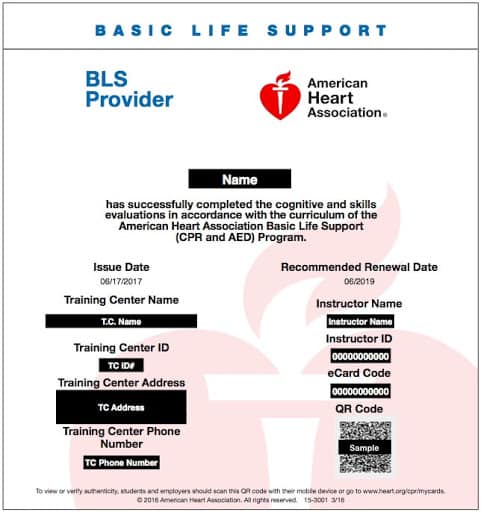 BASIC LIFE SUPPORT
BLS
Provider
American
Heart
Association®
Name
has successfully completed the cognitive and skills
evaluations in accordance with the curriculum of the
American Heart Association Basic Life Support
(CPR and AED) Program.
Issue Date
06/17/2017
Training Center Name
T.C. Name
Training Center ID
TC ID#
Training Center Address
TC Address
Training Center Phone
Number
TC Phone Number
Recommended Renewal Date
06/2019
Instructor Name
Instructor Name
Instructor ID
00000000000
eCard Code
00000000000
QR Code
Sample
To view or verify authenticity, students and employers should scan this QR code with their mobile device or go to www.heart.org/cpr/mycards.
© 2016 American Heart Association. All rights reserved. 15-3001 3/16